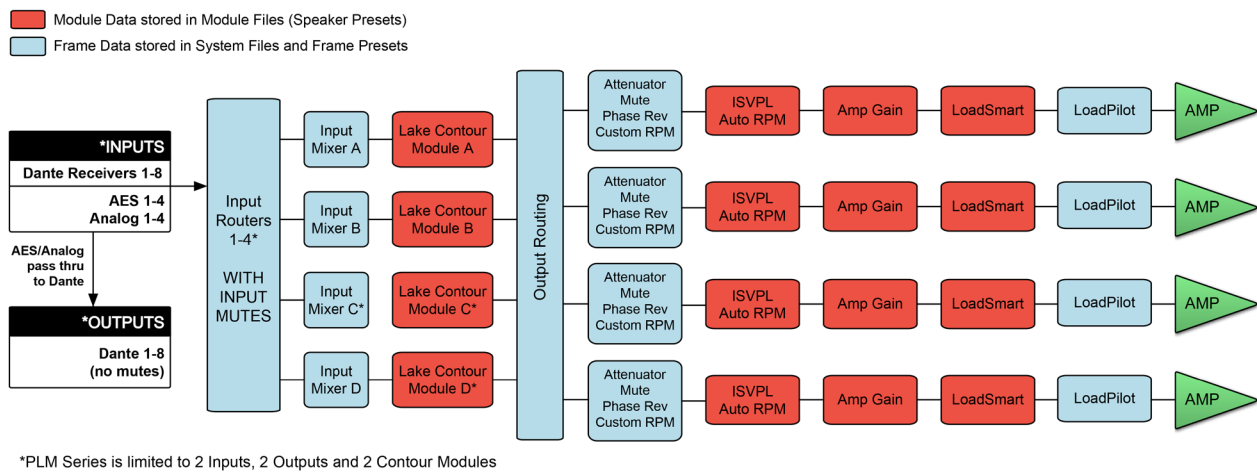 Module Data stored in Module Files (Speaker Presets)
Frame Data stored in System Files and Frame Presets
*INPUTS
Dante Receivers 1-8
AES 1-4
Analog 1-4
AES/Analog
pass thru
to Dante
*OUTPUTS
Dante 1-8
(no mutes)
Input
Routers
1-4*
WITH
INPUT
MUTES
Input
Mixer A
Lake Contour
Module A
Input
Mixer B
Lake Contour
Module B
Input
Mixer C*
Lake Contour
Module C*
Input
Mixer D
Lake Contour
Module D*
Output Routing
Attenuator
Mute
Phase Rev
Custom RPM
ISVPL
Auto RPM
Amp Gain
LoadSmart
LoadPilot
AMP
Attenuator
Mute
Phase Rev
Custom RPM
ISVPL
Auto RPM
Amp Gain
LoadSmart
LoadPilot
AMP
Attenuator
Mute
Phase Rev
Custom RPM
ISVPL
Auto RPM
Amp Gain
LoadSmart
LoadPilot
AMP
Attenuator
Mute
Phase Rev
Custom RPM
ISVPL
Auto RPM
Amp Gain
LoadSmart
LoadPilot
AMP
*PLM Series is limited to 2 Inputs, 2 Outputs and 2 Contour Modules